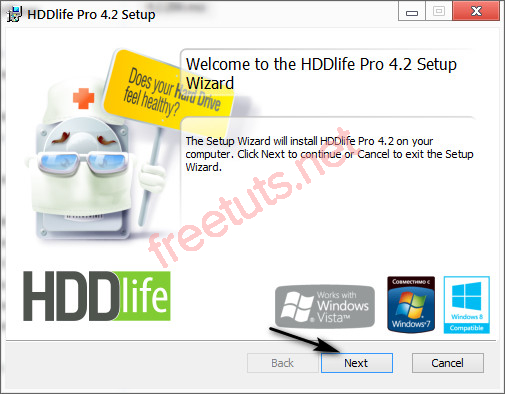 HDDlife Pro 4.2 Setup
Does your Hard Drive
feel healthy?
Welcome to the HDDlife Pro 4.2 Setup
Wizard
The Setup Wizard will install HDDlife Pro 4.2 on your
computer. Click Next to continue or Cancel to exit the Setup
Wizard.
freetuts.net
HDDlife
Works with
Windows
Vista™
Совместимо с
Windows·7
Windows 8
Compatible
Back
Next
Cancel